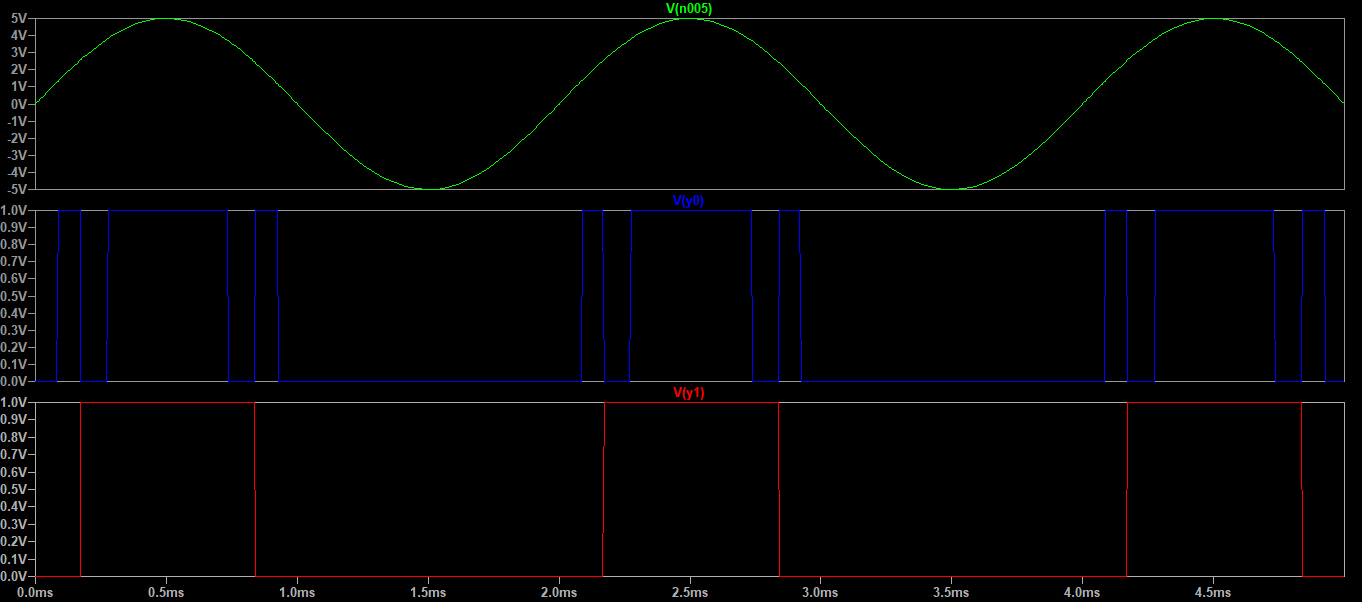 V(n005)
5V
4V
3V
2V
1V
0V
-1V
-2V
-3V
-4V
-5V
V(y0)
1.0V
0.9V
0.8V
0.7V
0.6V
0.5V
0.4V
0.3V
0.2V
0.1V
0.0V
V(y1)
1.0V
0.9V
0.8V
0.7V
0.6V
0.5V
0.4V
0.3V
0.2V
0.1V
0.0V
0.0ms 0.5ms 1.0ms 1.5ms 2.0ms 2.5ms 3.0ms 3.5ms 4.0ms 4.5ms